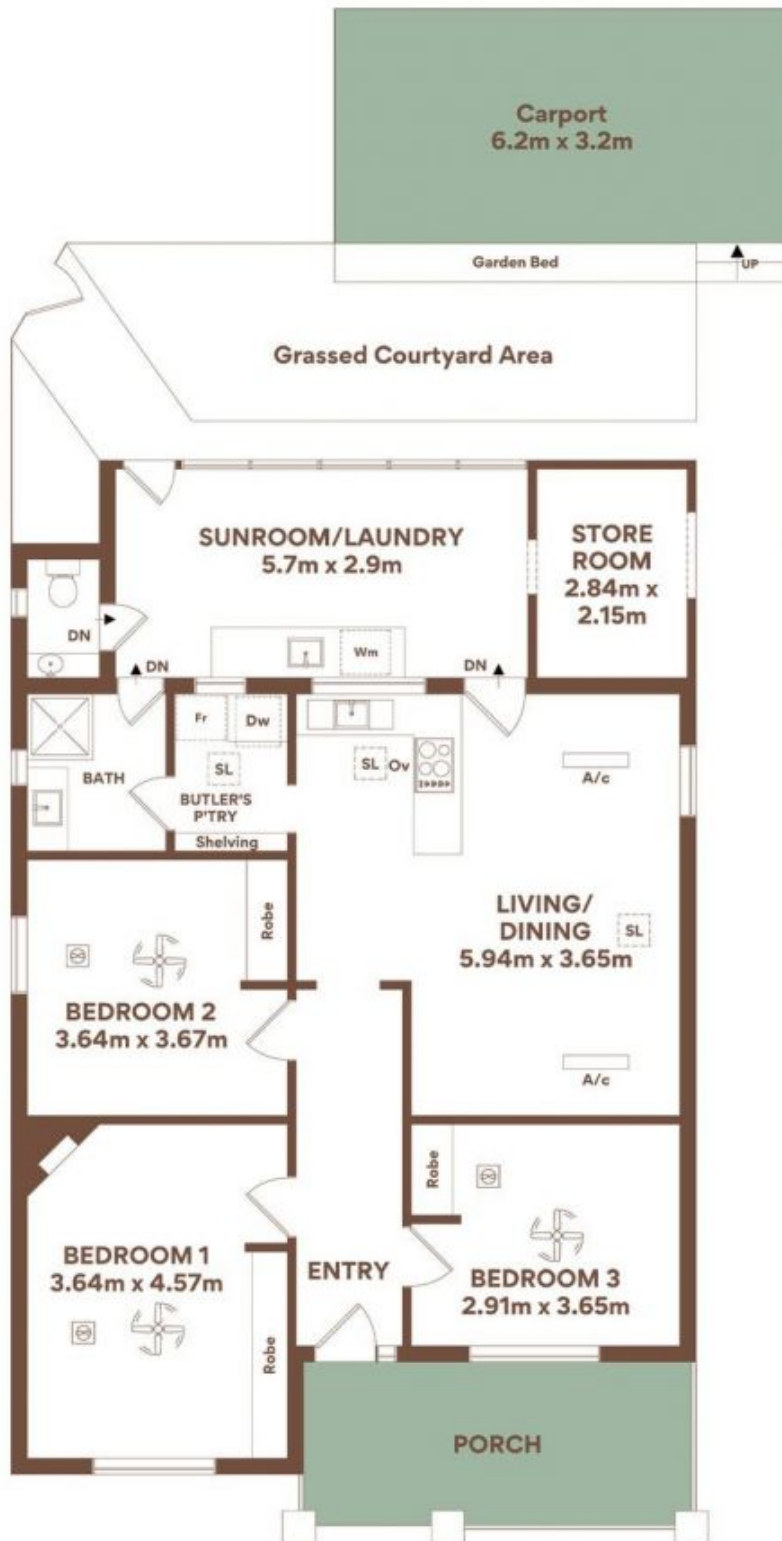 Carport
6.2m x 3.2m
Garden Bed
UP
Grassed Courtyard Area
SUNROOM/LAUNDRY
5.7m x 2.9m
STORE
ROOM
2.84m x
2.15m
DN
Wm
DN
DN
Fr
Dw
SL
BATH
BUTLER'S
P'TRY
Shelving
SL
Ov
A/c
LIVING/
DINING
5.94m x 3.65m
SL
A/c
Robe
BEDROOM 2
3.64m x 3.67m
Robe
BEDROOM 1
3.64m x 4.57m
Robe
ENTRY
BEDROOM 3
2.91m x 3.65m
PORCH